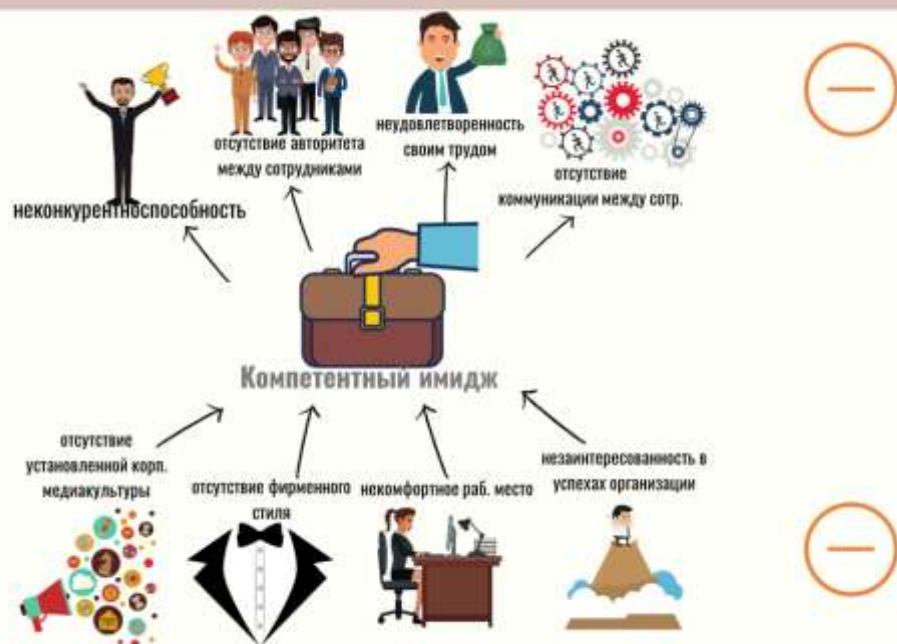 неконкурентноспособность
отсутствие авторитета
между сотрудниками
неудовлетворенность
своим трудом
отсутствие
коммуникации между сотр.
Компетентный имидж
отсутствие
установленной корп.
медиакультуры
отсутствие фирменного
стиля
некомфортное раб. место
незаинтересованность в
успехах организации